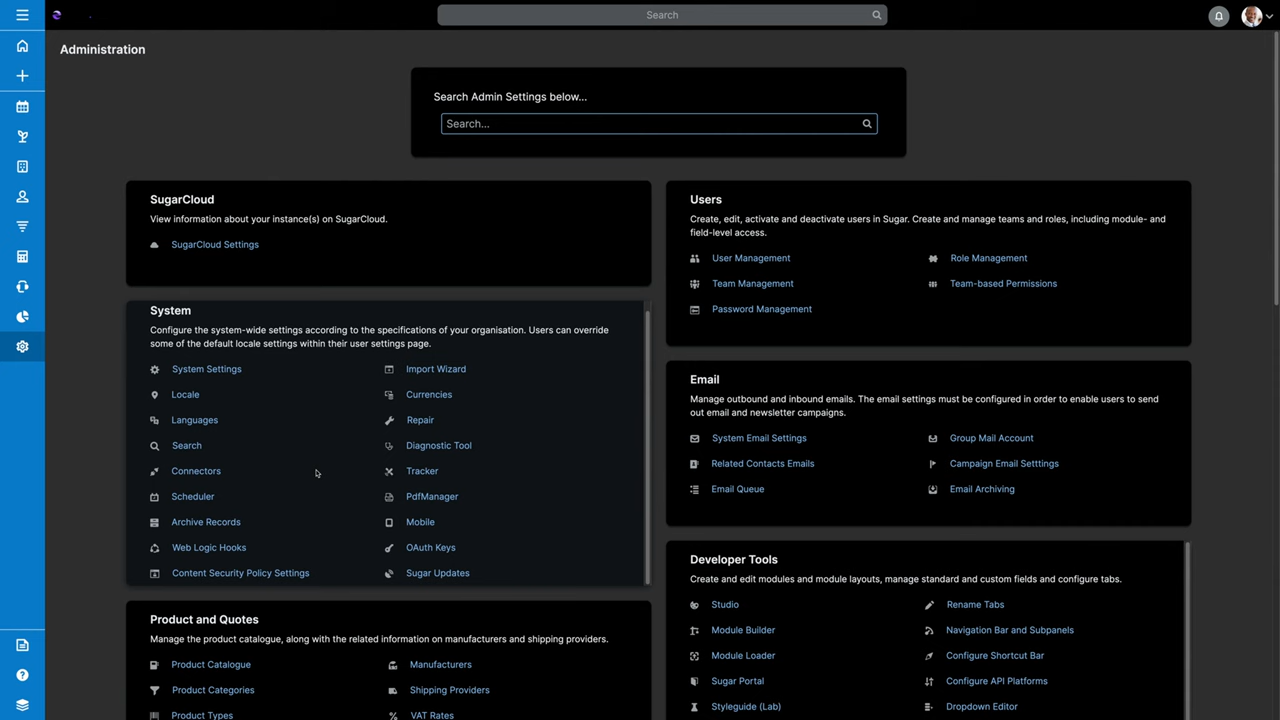 Search
Administration
Search Admin Settings below...
Search...
SugarCloud
View information about your instance(s) on SugarCloud.
SugarCloud Settings
System
Configure the system-wide settings according to the specifications of your organisation. Users can override
some of the default locale settings within their user settings page.
System Settings
Import Wizard
Locale
Currencies
Languages
Repair
Search
Diagnostic Tool
Connectors
Tracker
Scheduler
PdfManager
Archive Records
Mobile
Web Logic Hooks
OAuth Keys
Content Security Policy Settings
Sugar Updates
Product and Quotes
Manage the product catalogue, along with the related information on manufacturers and shipping providers.
Product Catalogue
Manufacturers
Product Categories
Shipping Providers
Product Types
VAT Rates
Users
Create, edit, activate and deactivate users in Sugar. Create and manage teams and roles, including module- and
field-level access.
User Management
Role Management
Team Management
Team-based Permissions
Password Management
Email
Manage outbound and inbound emails. The email settings must be configured in order to enable users to send
out email and newsletter campaigns.
System Email Settings
Group Mail Account
Related Contacts Emails
Campaign Email Setttings
Email Queue
Email Archiving
Developer Tools
Create and edit modules and module layouts, manage standard and custom fields and configure tabs.
Studio
Rename Tabs
Module Builder
Navigation Bar and Subpanels
Module Loader
Configure Shortcut Bar
Sugar Portal
Configure API Platforms
Styleguide (Lab)
Dropdown Editor